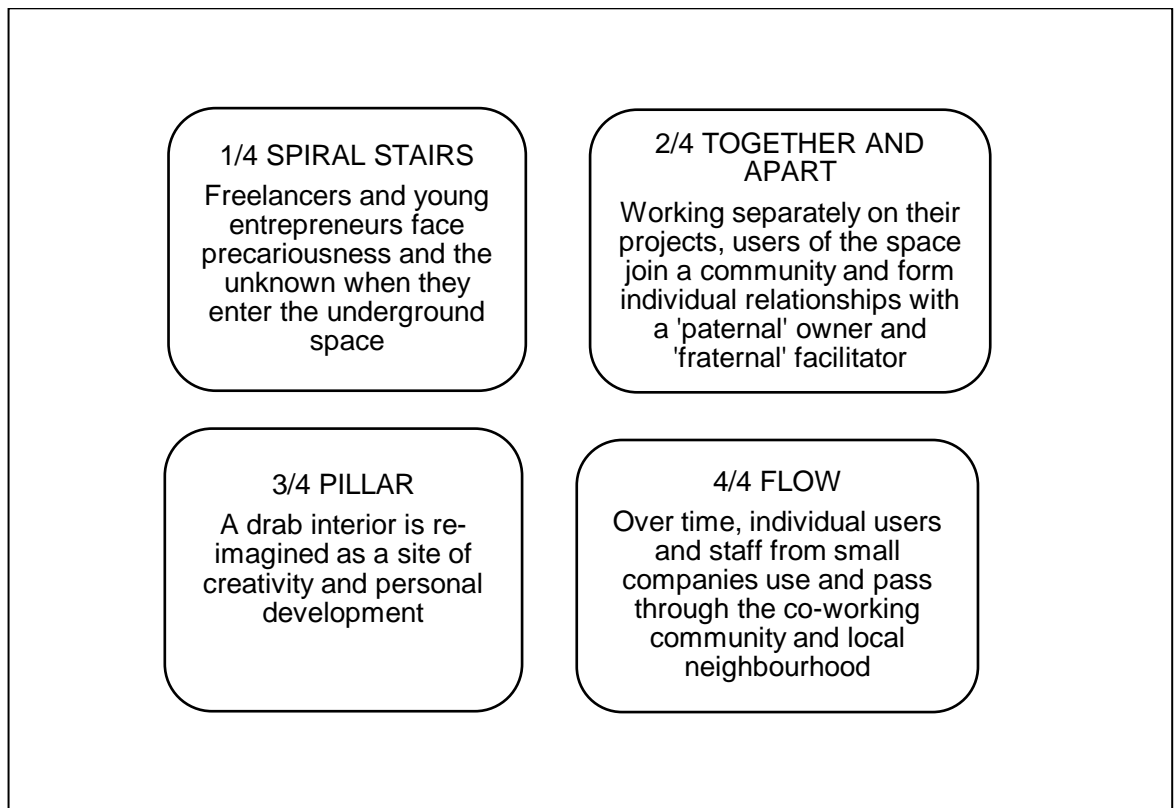 1/4 SPIRAL STAIRS
Freelancers and young
entrepreneurs face
precariousness and the
unknown when they
enter the underground
space
2/4 TOGETHER AND
APART
Working separately on their
projects, users of the space
join a community and form
individual relationships with
a 'paternal' owner and
'fraternal' facilitator
3/4 PILLAR
A drab interior is re-
imagined as a site of
creativity and personal
development
4/4 FLOW
Over time, individual users
and staff from small
companies use and pass
through the co-working
community and local
neighbourhood